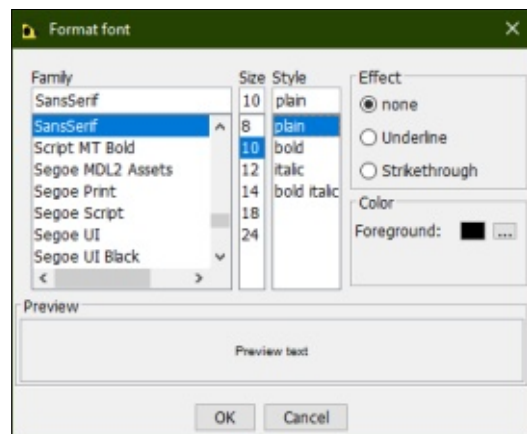 Format font
Family
SansSerif
SansSerif
Script MT Bold
Segoe MDL2 Assets
Segoe Print
Segoe Script
Segoe UI
Segoe UI Black
Size
10
8
10
12
14
18
24
Style
plain
plain
bold
italic
bold italic
Effect
none
Underline
Strikethrough
Color
Foreground:
...
Preview
Preview text
OK
Cancel